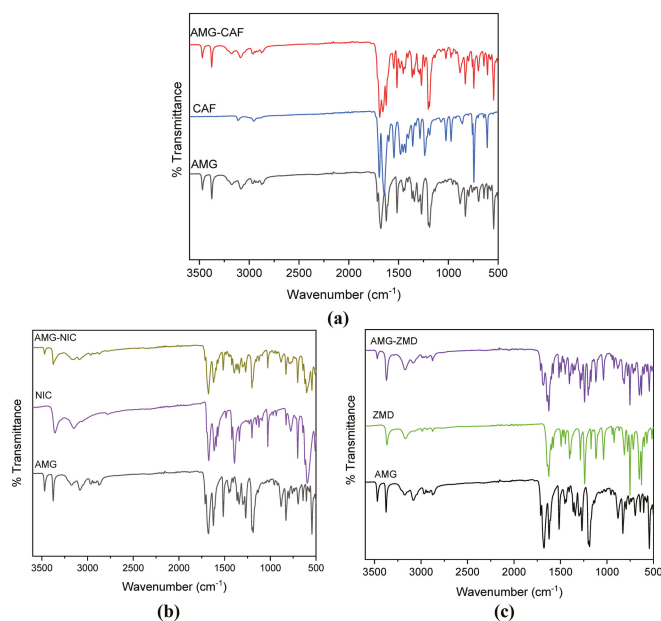 AMG-CAF
CAF
AMG
% Transmittance
3600 3000 2500 2000 1500 1000 500
Wavenumber (cm⁻¹)
(a)
AMG-NIC
NIC
AMG
% Transmittance
3500 3000 2500 2000 1500 1000 500
Wavenumber (cm⁻¹)
(b)
AMG-ZMD
ZMD
AMG
% Transmittance
3500 3000 2500 2000 1500 1000 500
Wavenumber (cm⁻¹)
(c)